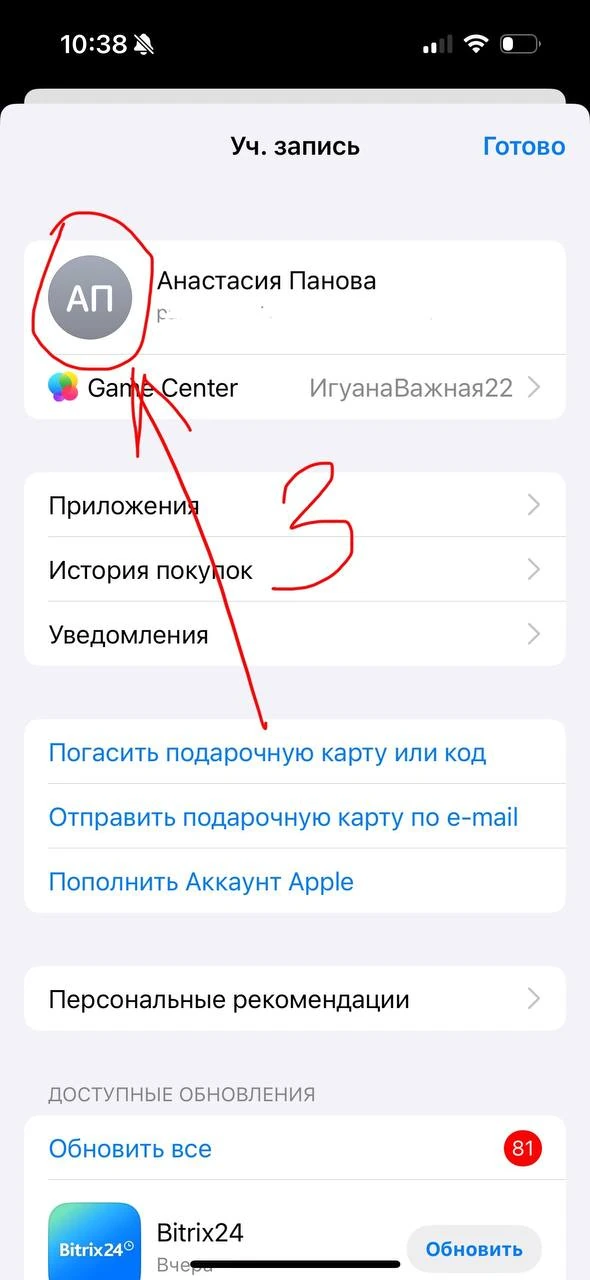 10:38
Уч. запись
Готово
АП
Анастасия Панова
Game Center
ИгуанаВажная22
Приложения
3
История покупок
Уведомления
Погасить подарочную карту или код
Отправить подарочную карту по e-mail
Пополнить Аккаунт Apple
Персональные рекомендации
ДОСТУПНЫЕ ОБНОВЛЕНИЯ
Обновить все
81
Bitrix24
Bitrix24
Вчера
Обновить